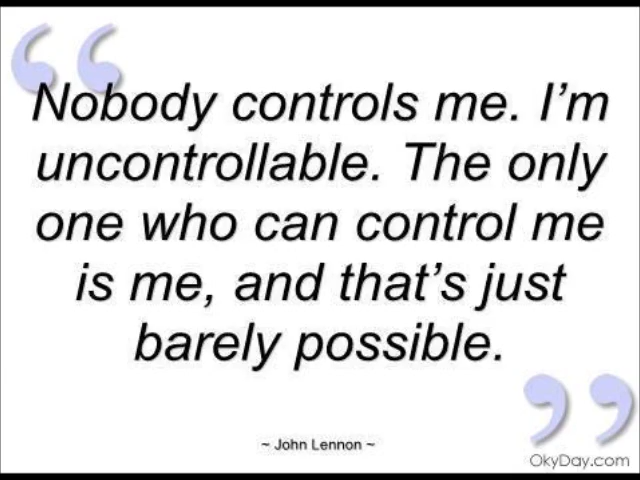 Nobody controls me. I'm
uncontrollable. The only
one who can control me
is me, and that's just
barely possible.
~ John Lennon ~
OkyDay.com